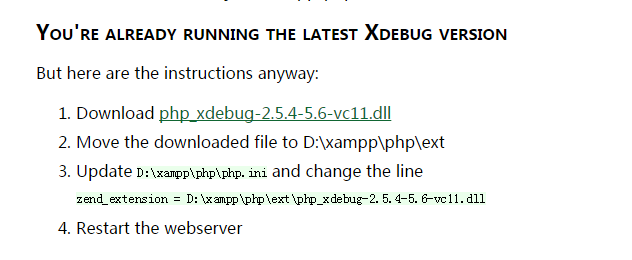 You're already running the latest Xdebug version
But here are the instructions anyway:
1. Download php_xdebug-2.5.4-5.6-vc11.dll
2. Move the downloaded file to D:\xampp\php\ext
3. Update D:\xampp\php\php.ini and change the line
zend_extension = D:\xampp\php\ext\php_xdebug-2.5.4-5.6-vc11.dll
4. Restart the webserver